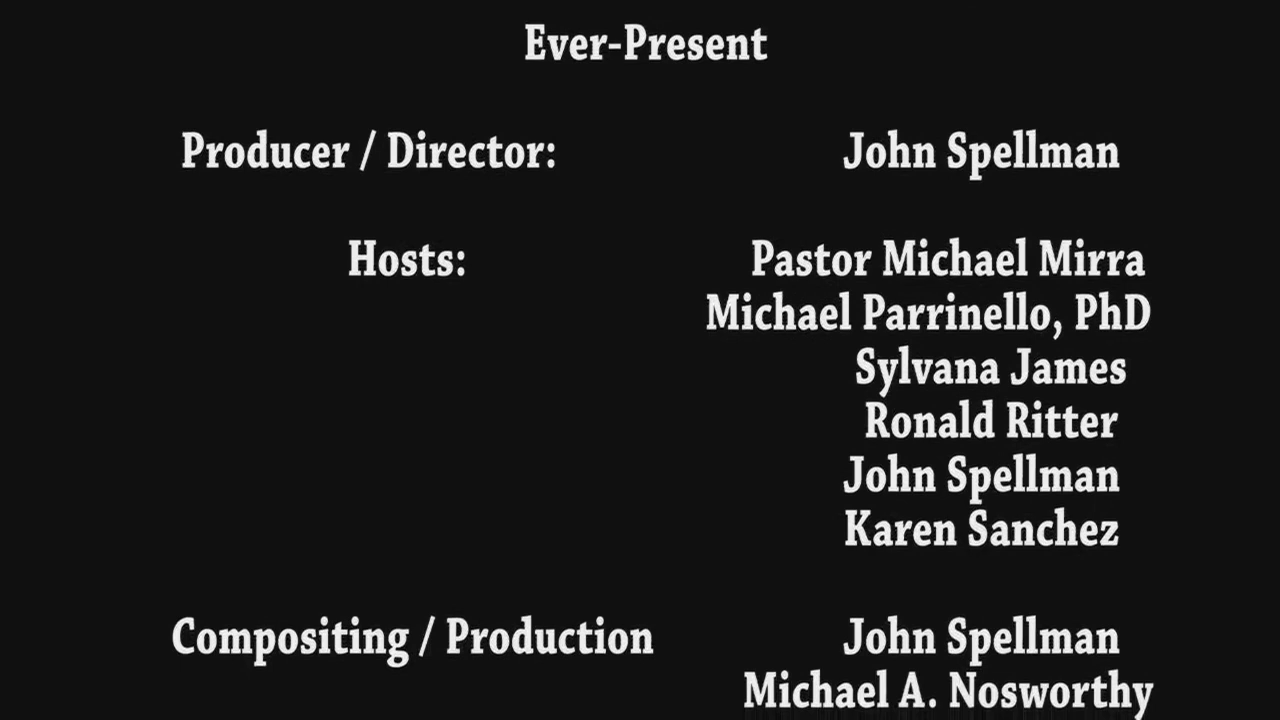 Ever-Present
Producer / Director: John Spellman
Hosts: Pastor Michael Mirra
Michael Parrinello, PhD
Sylvana James
Ronald Ritter
John Spellman
Karen Sanchez
Compositing / Production John Spellman
Michael A. Nosworthy